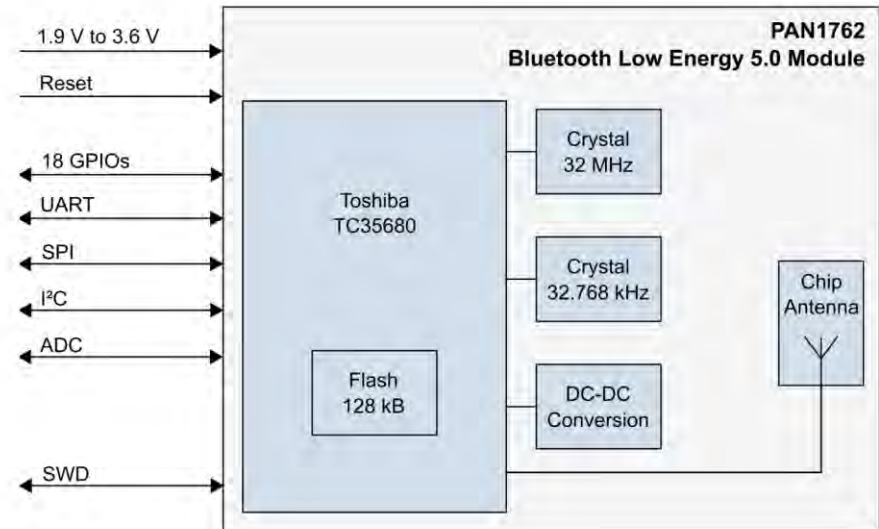 1.9 V to 3.6 V
Reset
18 GPIOs
UART
SPI
I²C
ADC
SWD
PAN1762
Bluetooth Low Energy 5.0 Module
Toshiba
TC35680
Flash
128 kB
Crystal
32 MHz
Crystal
32.768 kHz
DC-DC
Conversion
Chip
Antenna